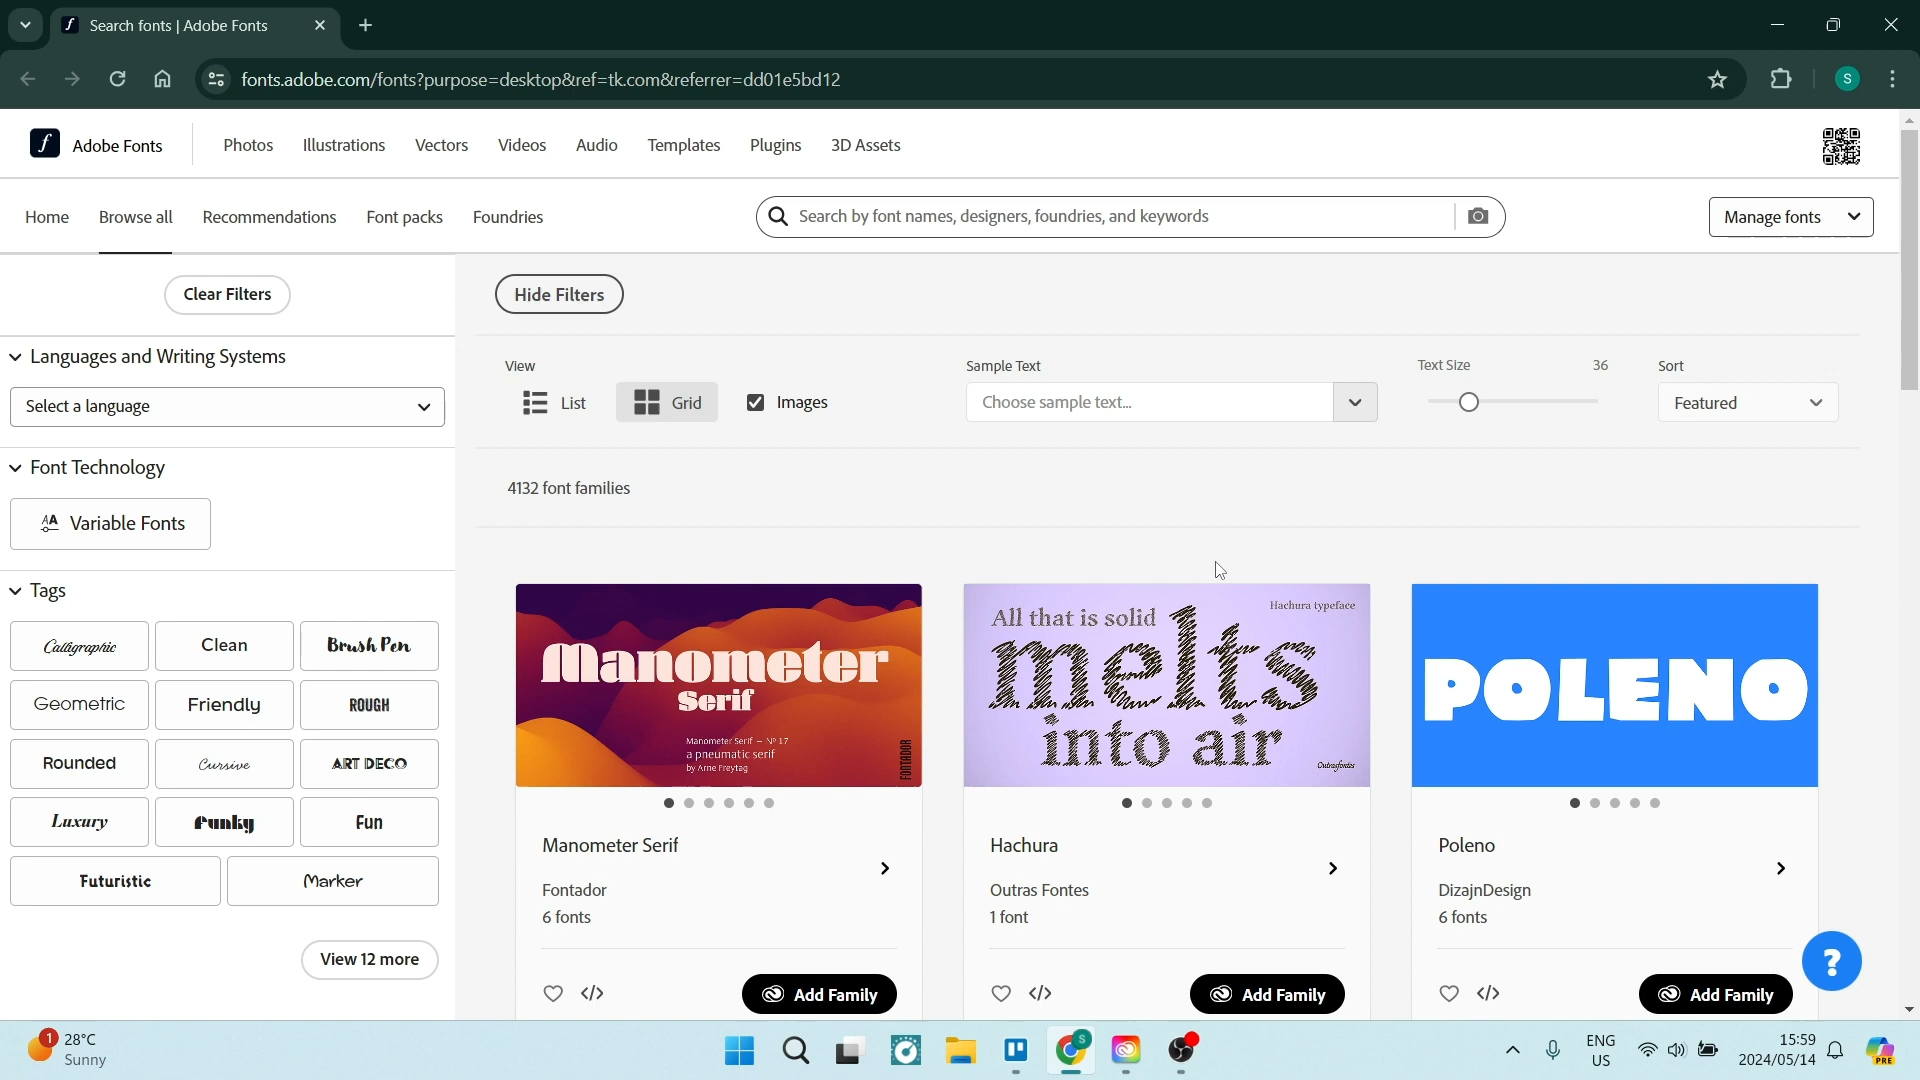 Search fonts | Adobe Fonts
fonts.adobe.com/fonts?purpose=desktop&ref=tk.com&referrer=dd01e5bd12
S
Adobe Fonts
Photos Illustrations Vectors Videos Audio Templates Plugins 3D Assets
Home Browse all Recommendations Font packs Foundries
Search by font names, designers, foundries, and keywords
Manage fonts
Clear Filters
Hide Filters
Languages and Writing Systems
Select a language
Font Technology
Variable Fonts
Tags
Calligraphic Clean Brush Pen
Geometric Friendly ROUGH
Rounded Cursive ART DECO
Luxury Funky Fun
Futuristic Marker
View 12 more
View
List Grid Images
Sample Text
Choose sample text...
Text Size 36
Sort
Featured
4132 font families
Manometer
Serif
Manometer Serif – Nº 17
a pneumatic serif
by Arne Freytag
FONTADOR
Manometer Serif
Fontador
6 fonts
Add Family
Hachura typeface
All that is solid
melts
into air
Outrasfontes
Hachura
Outras Fontes
1 font
Add Family
POLENO
Poleno
DizajnDesign
6 fonts
Add Family
?
1
28°C
Sunny
S
ENG
US
15:59
2024/05/14
PRE